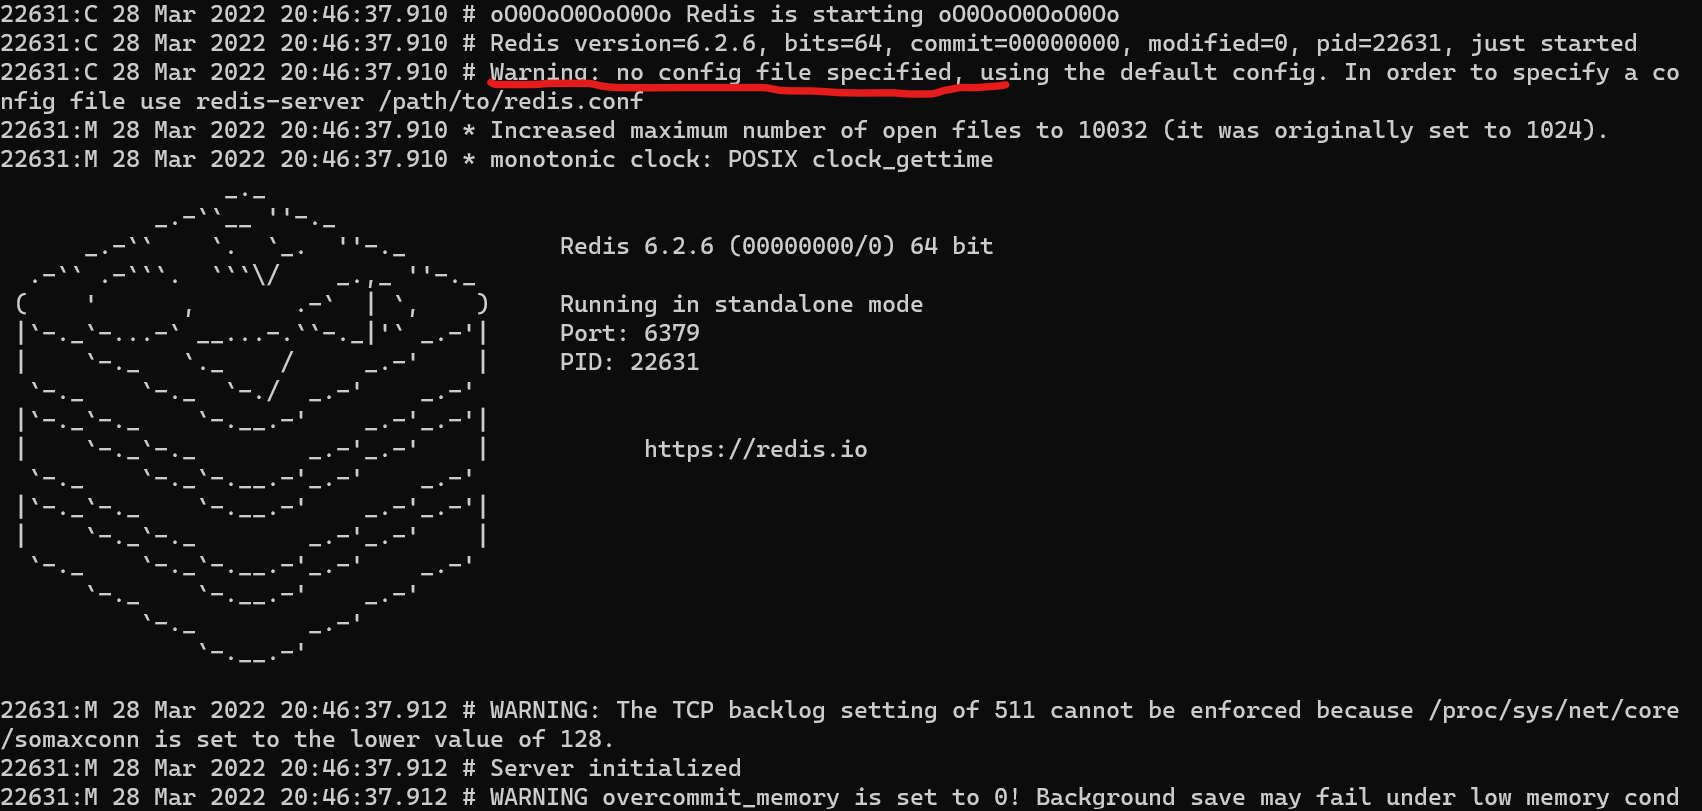 22631:C 28 Mar 2022 20:46:37.910 # oO0OoO0OoO0Oo Redis is starting oO0OoO0OoO0Oo
22631:C 28 Mar 2022 20:46:37.910 # Redis version=6.2.6, bits=64, commit=00000000, modified=0, pid=22631, just started
22631:C 28 Mar 2022 20:46:37.910 # Warning: no config file specified, using the default config. In order to specify a co
nfig file use redis-server /path/to/redis.conf
22631:M 28 Mar 2022 20:46:37.910 * Increased maximum number of open files to 10032 (it was originally set to 1024).
22631:M 28 Mar 2022 20:46:37.910 * monotonic clock: POSIX clock_gettime
Redis 6.2.6 (00000000/0) 64 bit
Running in standalone mode
Port: 6379
PID: 22631
https://redis.io
22631:M 28 Mar 2022 20:46:37.912 # WARNING: The TCP backlog setting of 511 cannot be enforced because /proc/sys/net/core
/somaxconn is set to the lower value of 128.
22631:M 28 Mar 2022 20:46:37.912 # Server initialized
22631:M 28 Mar 2022 20:46:37.912 # WARNING overcommit_memory is set to 0! Background save may fail under low memory cond